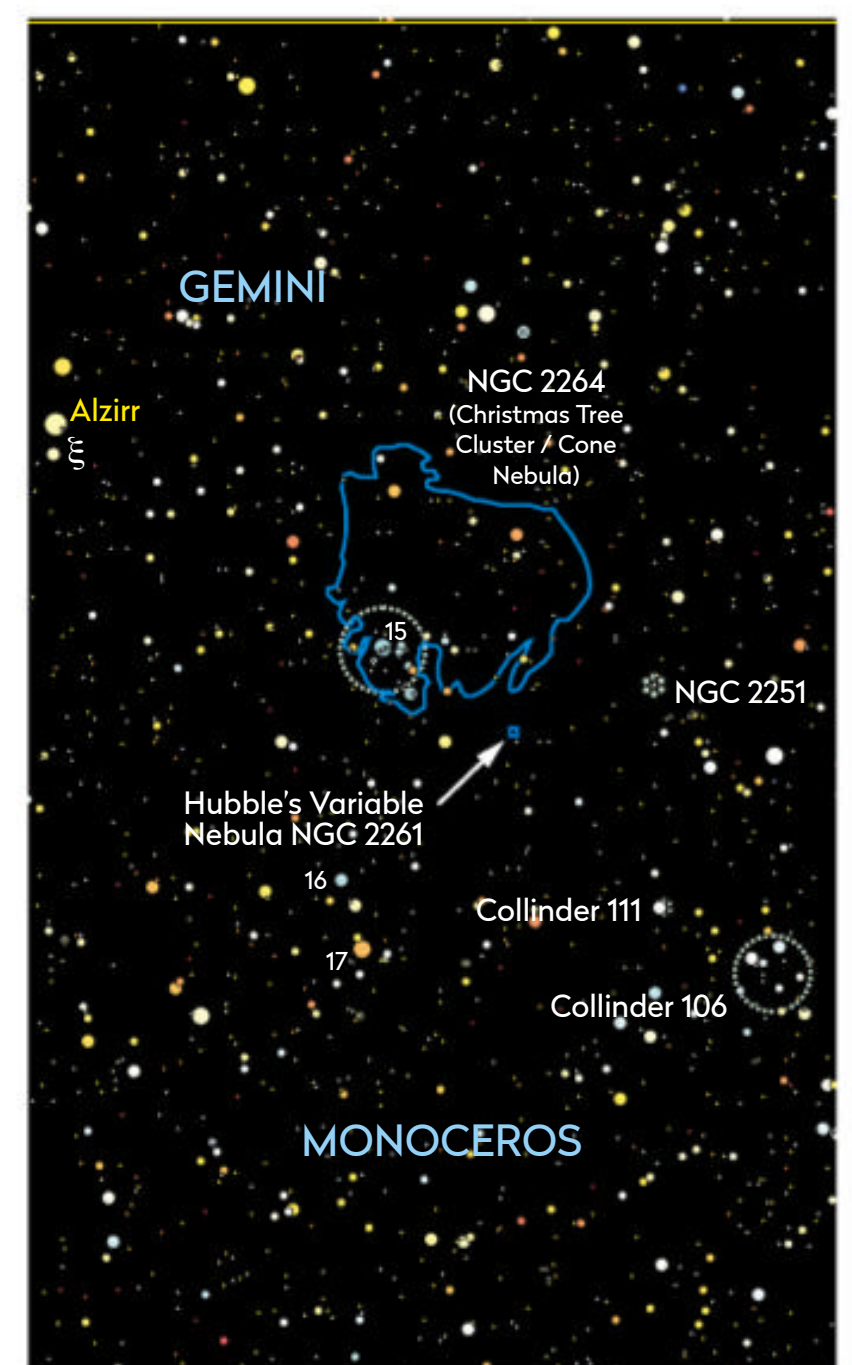 GEMINI
NGC 2264
(Christmas Tree
Cluster / Cone
Nebula)
Alzirr
ξ
15
NGC 2251
Hubble's Variable
Nebula NGC 2261
16
Collinder 111
17
Collinder 106
MONOCEROS